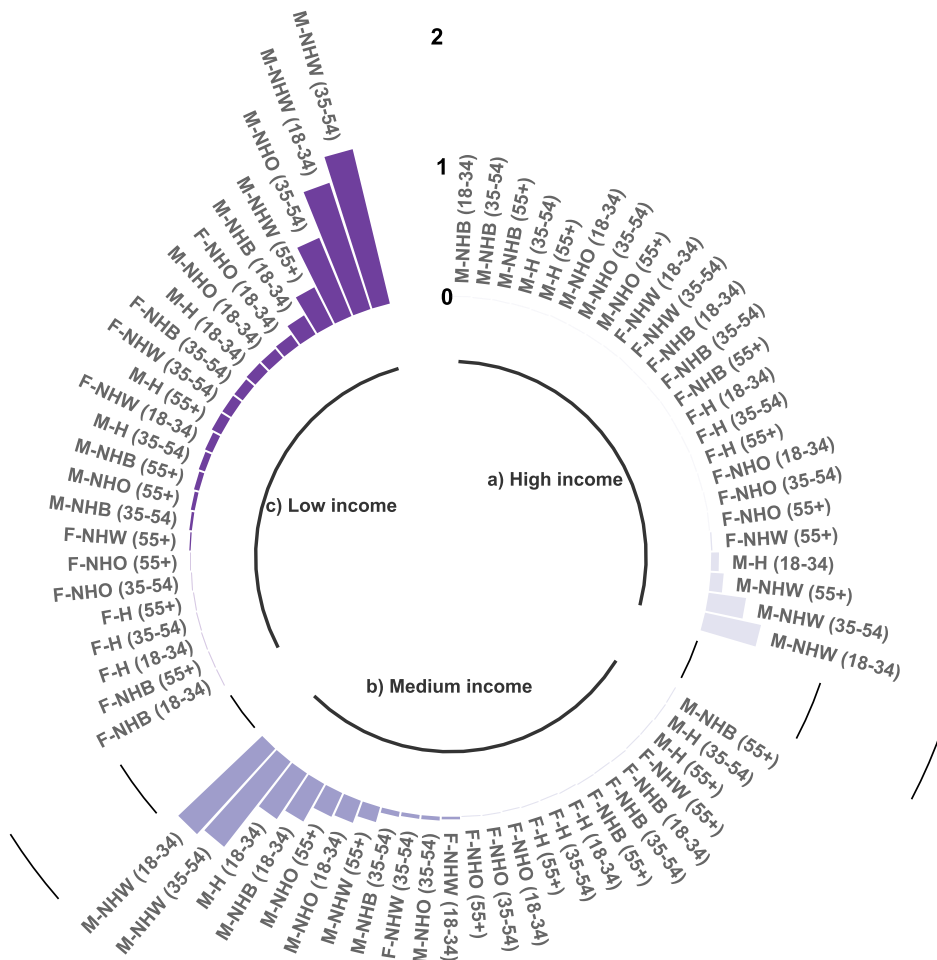 2
1
0
M-NHB (18-34)
M-NHB (35-54)
M-NHB (55+)
M-H (35-54)
M-H (55+)
M-NHO (18-34)
M-NHO (35-54)
M-NHO (55+)
F-NHW (18-34)
F-NHW (35-54)
F-NHB (18-34)
F-NHB (35-54)
F-NHB (55+)
F-H (18-34)
F-H (35-54)
F-H (55+)
F-NHO (18-34)
F-NHO (35-54)
F-NHO (55+)
F-NHW (55+)
M-H (18-34)
M-NHW (55+)
M-NHW (35-54)
M-NHW (18-34)
a) High income
M-NHB (55+)
M-H (35-54)
M-H (55+)
F-NHW (55+)
F-NHB (18-34)
F-NHB (35-54)
F-NHB (55+)
F-H (18-34)
F-H (35-54)
F-H (55+)
F-NHO (18-34)
F-NHO (35-54)
F-NHO (55+)
F-NHW (18-34)
M-NHO (35-54)
F-NHW (35-54)
M-NHB (35-54)
M-NHW (55+)
M-NHO (18-34)
M-NHO (55+)
M-NHB (18-34)
M-H (18-34)
M-NHW (35-54)
M-NHW (18-34)
b) Medium income
F-NHB (18-34)
F-NHB (55+)
F-H (18-34)
F-H (35-54)
F-H (55+)
F-NHO (35-54)
F-NHO (55+)
F-NHW (55+)
M-NHB (35-54)
M-NHO (55+)
M-NHB (55+)
M-H (35-54)
F-NHW (18-34)
M-H (55+)
F-NHW (35-54)
F-NHB (35-54)
M-H (18-34)
M-NHO (18-34)
F-NHO (18-34)
M-NHB (18-34)
M-NHW (55+)
M-NHO (35-54)
M-NHW (18-34)
M-NHW (35-54)
c) Low income